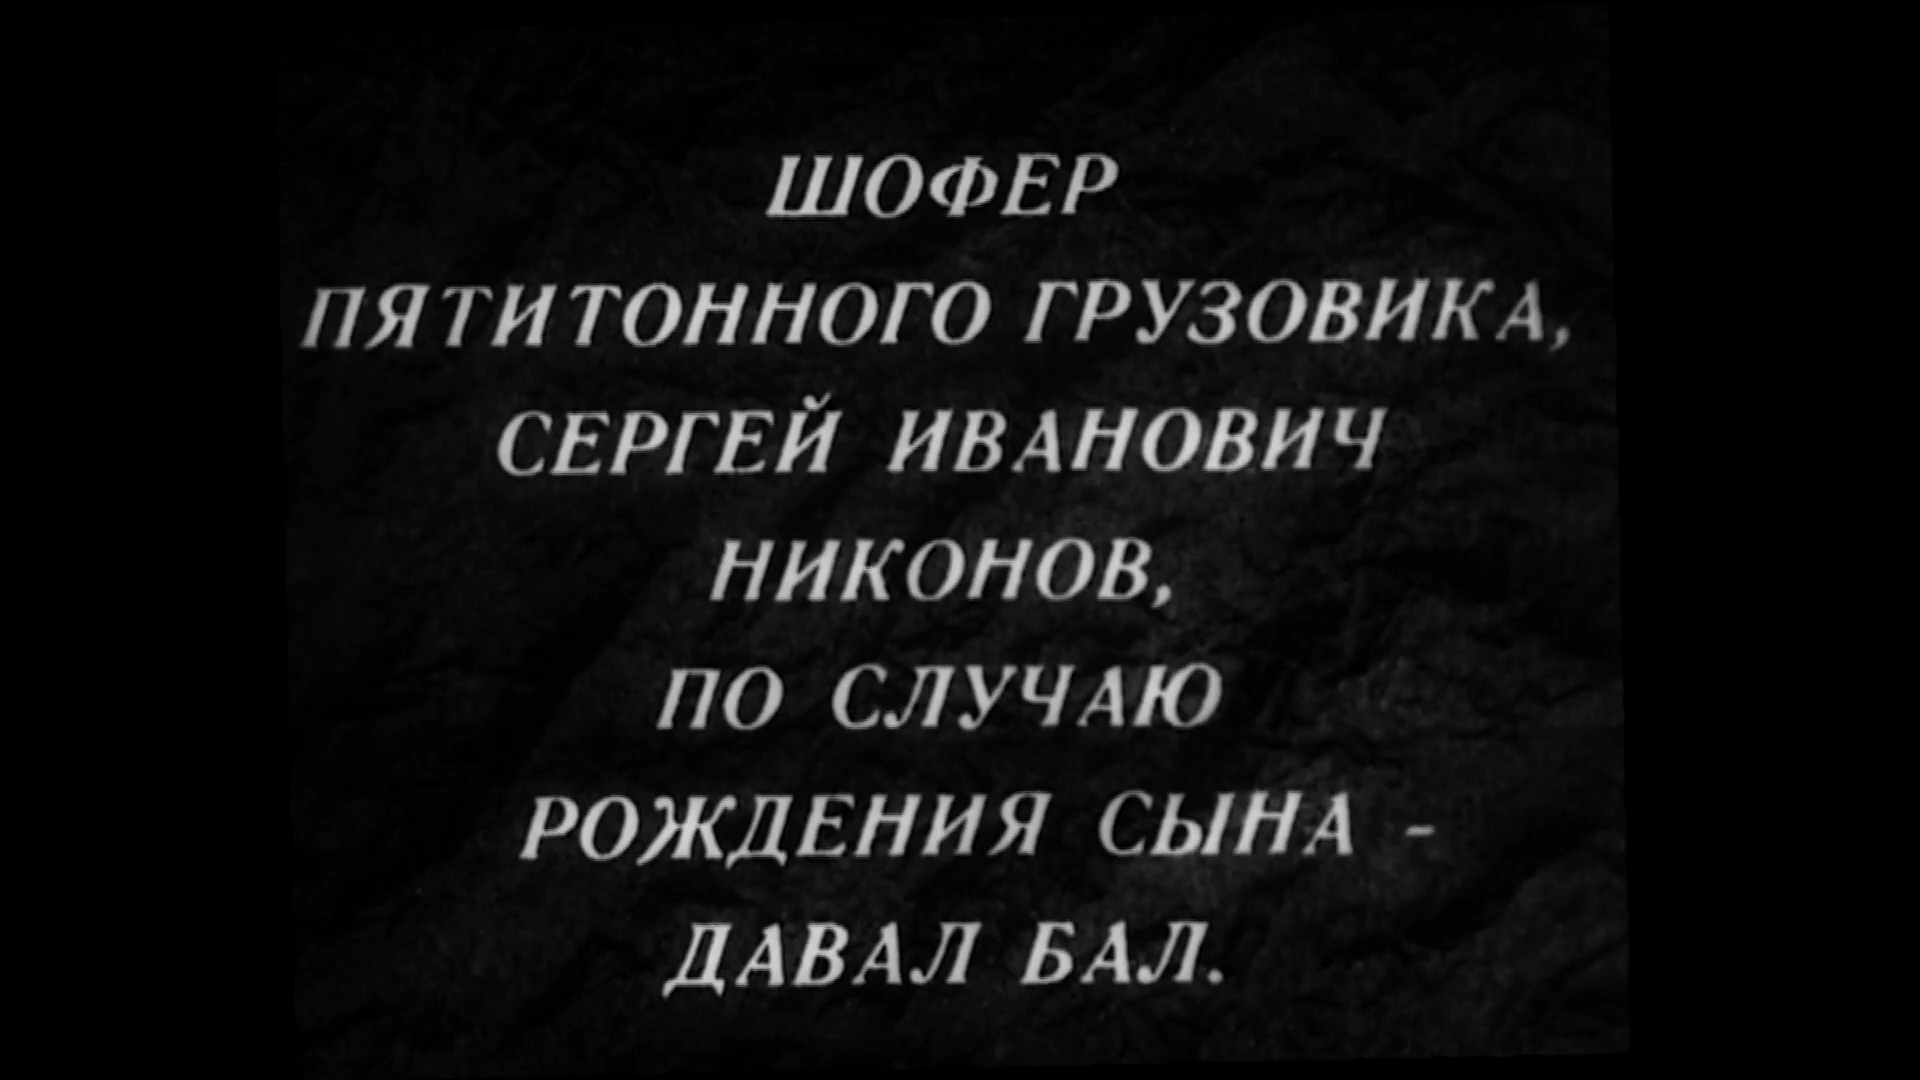 ШОФЕР
ПЯТИТОННОГО ГРУЗОВИКА,
СЕРГЕЙ ИВАНОВИЧ
НИКОНОВ,
ПО СЛУЧАЮ
РОЖДЕНИЯ СЫНА -
ДАВАЛ БАЛ.